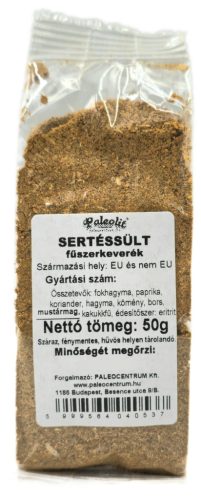 Paleolit
SERTÉSSÜLT
fűszerkeverék
Származási hely: EU és nem EU
Gyártási szám:
Összetevők: fokhagyma, paprika,
koriander, hagyma, kömény, bors,
mustármag, kakukkfű, édesítőszer: eritrit
Nettó tömeg: 50g
Száraz, fénymentes, hűvös helyen tárolandó
Minőségét megőrzi:
Forgalmazó: PALEOCENTRUM Kft.
www.paleocentrum.hu
1186 Budapest, Besence utca 9/B.
5 999564 040537